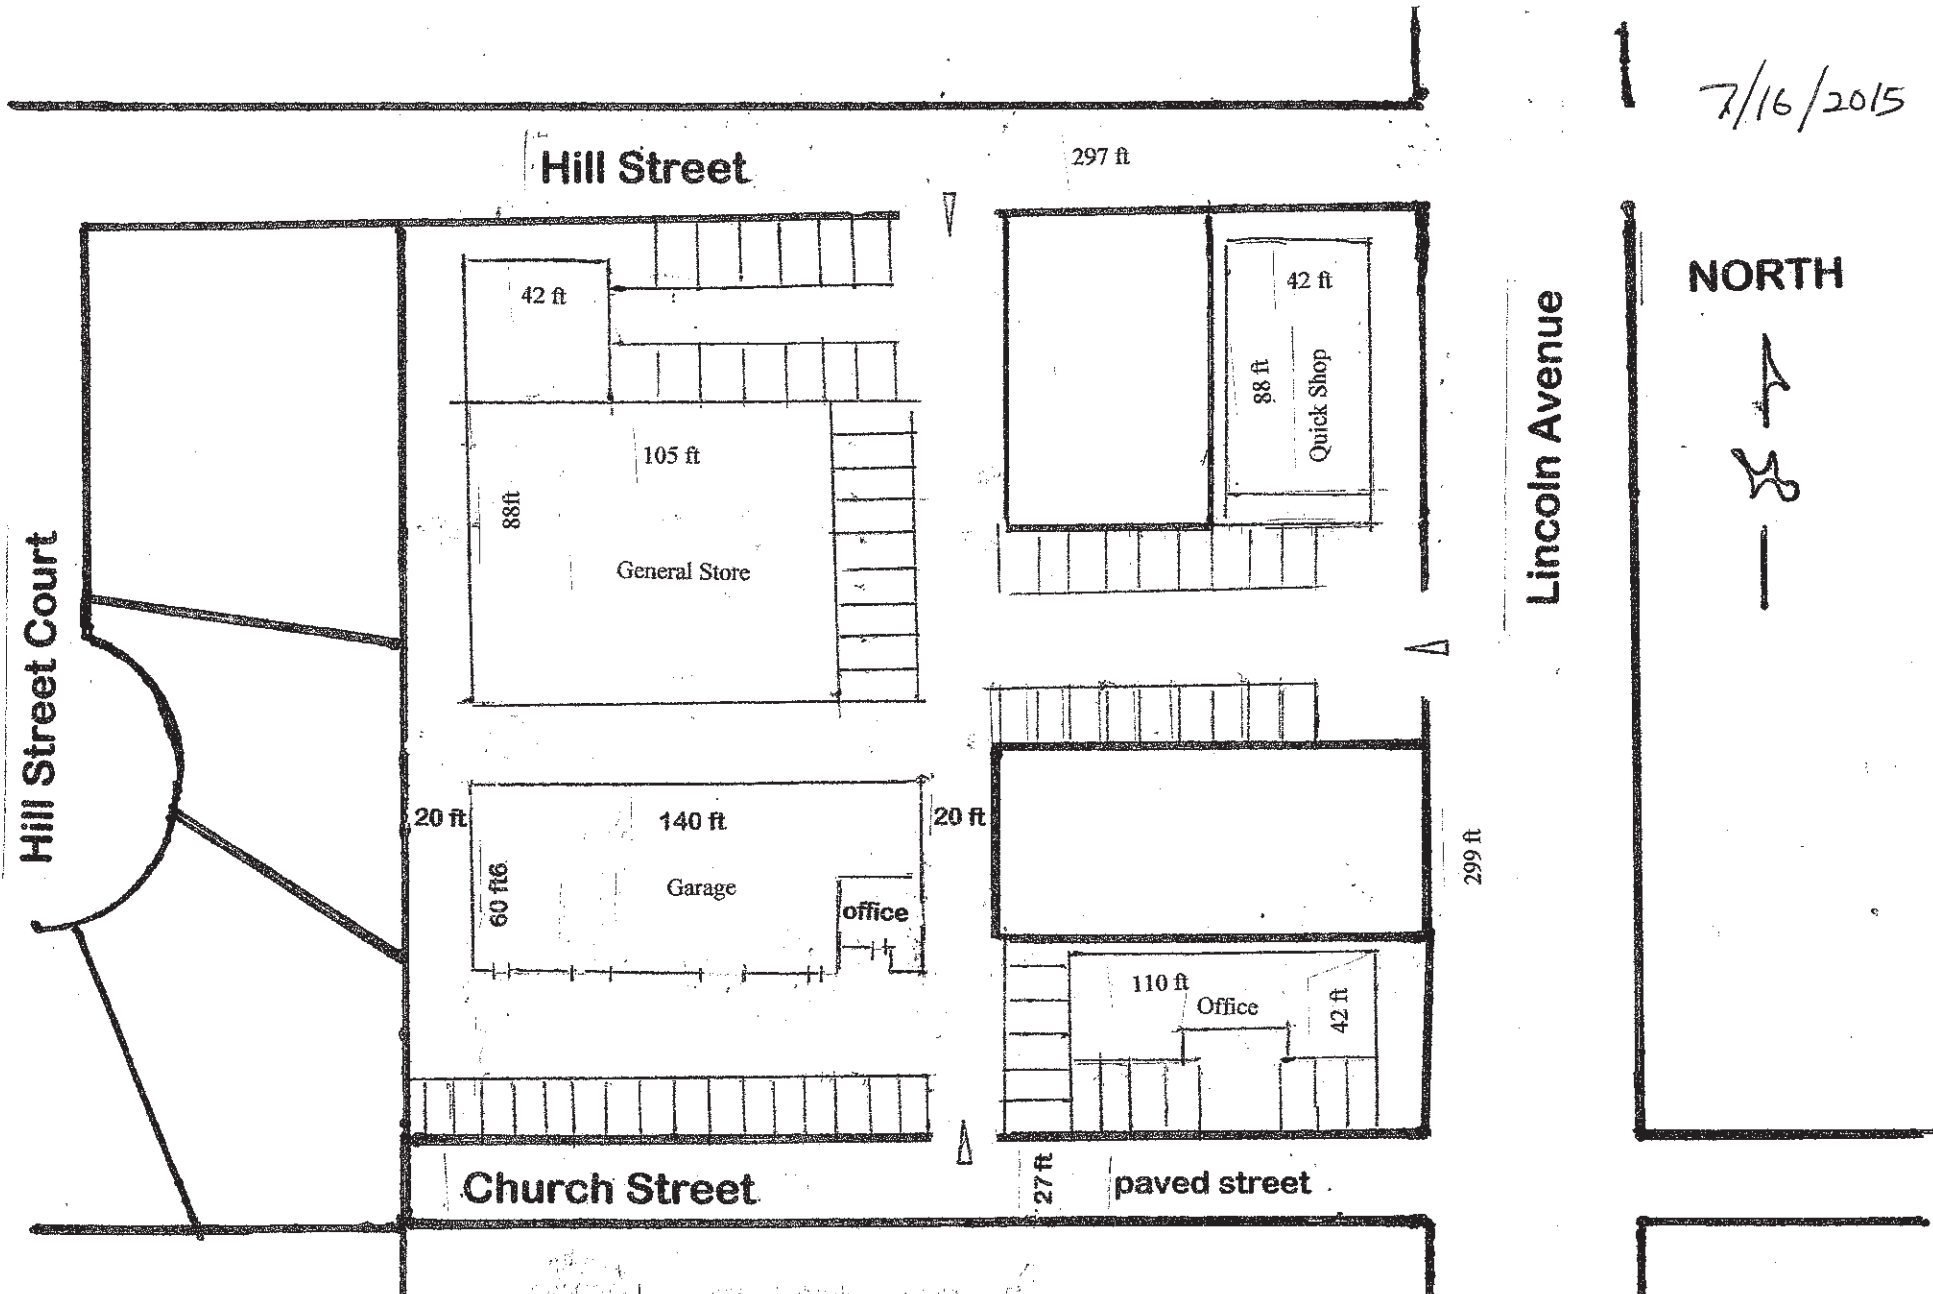 7/16/2015
Hill Street
297 ft
NORTH
42 ft
42 ft
88 ft
Quick Shop
Lincoln Avenue
105 ft
88ft
General Store
Hill Street Court
20 ft
140 ft
20 ft
60 ft6
Garage
office
299 ft
110 ft
Office
42 ft
Church Street
27 ft
paved street